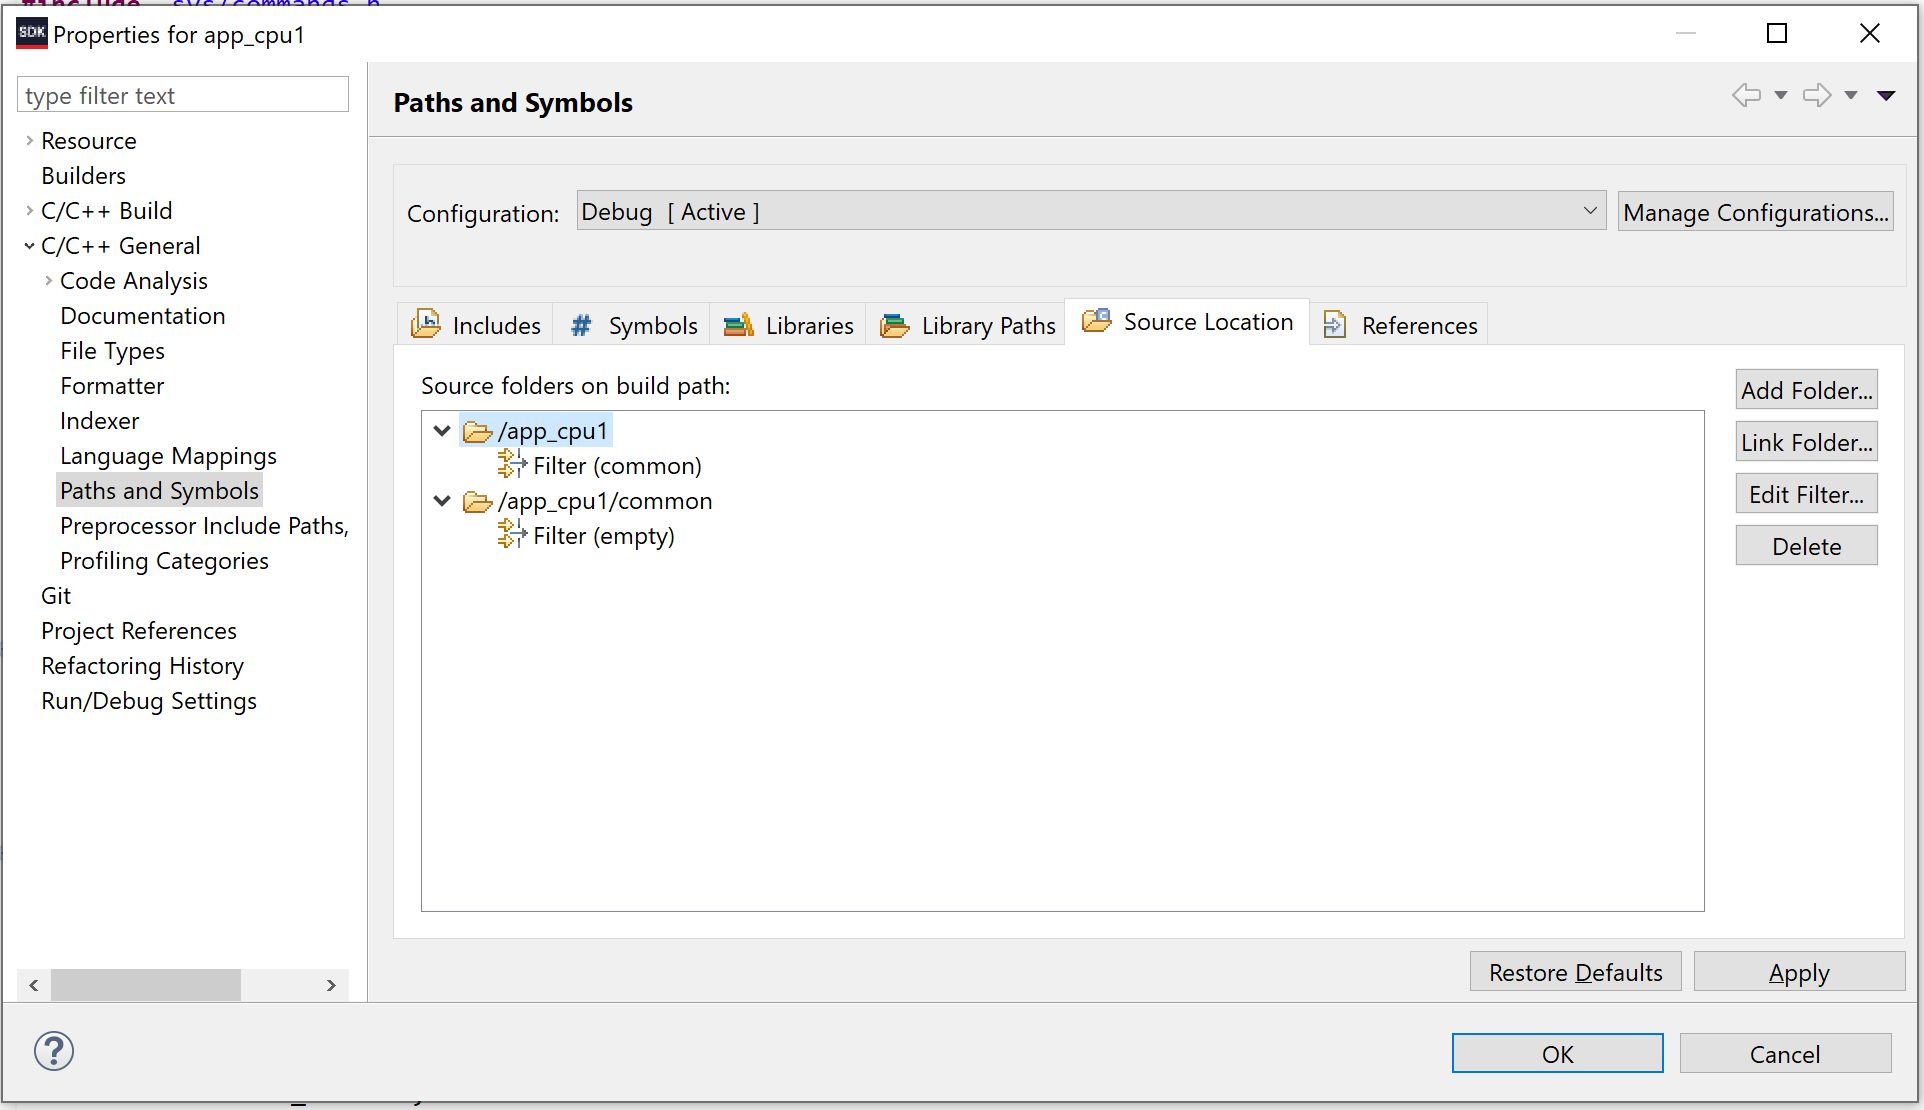 #include "sys/commands.h"
SDK Properties for app_cpu1
type filter text
Resource
Builders
C/C++ Build
C/C++ General
Code Analysis
Documentation
File Types
Formatter
Indexer
Language Mappings
Paths and Symbols
Preprocessor Include Paths,
Profiling Categories
Git
Project References
Refactoring History
Run/Debug Settings
Paths and Symbols
Configuration:
Debug [ Active ]
Manage Configurations...
Includes
# Symbols
Libraries
Library Paths
Source Location
References
Source folders on build path:
/app_cpu1
Filter (common)
/app_cpu1/common
Filter (empty)
Add Folder...
Link Folder...
Edit Filter...
Delete
Restore Defaults
Apply
?
OK
Cancel